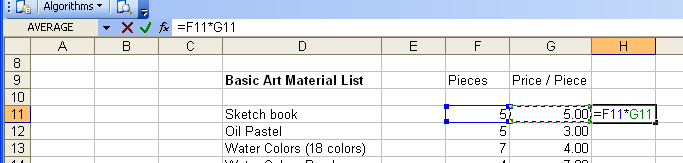 Algorithms
AVERAGE =F11*G11
A B C D E F G H
8
9 Basic Art Material List Pieces Price / Piece
10
11 Sketch book 5 5.00 =F11*G11
12 Oil Pastel 5 3.00
13 Water Colors (18 colors) 7 4.00